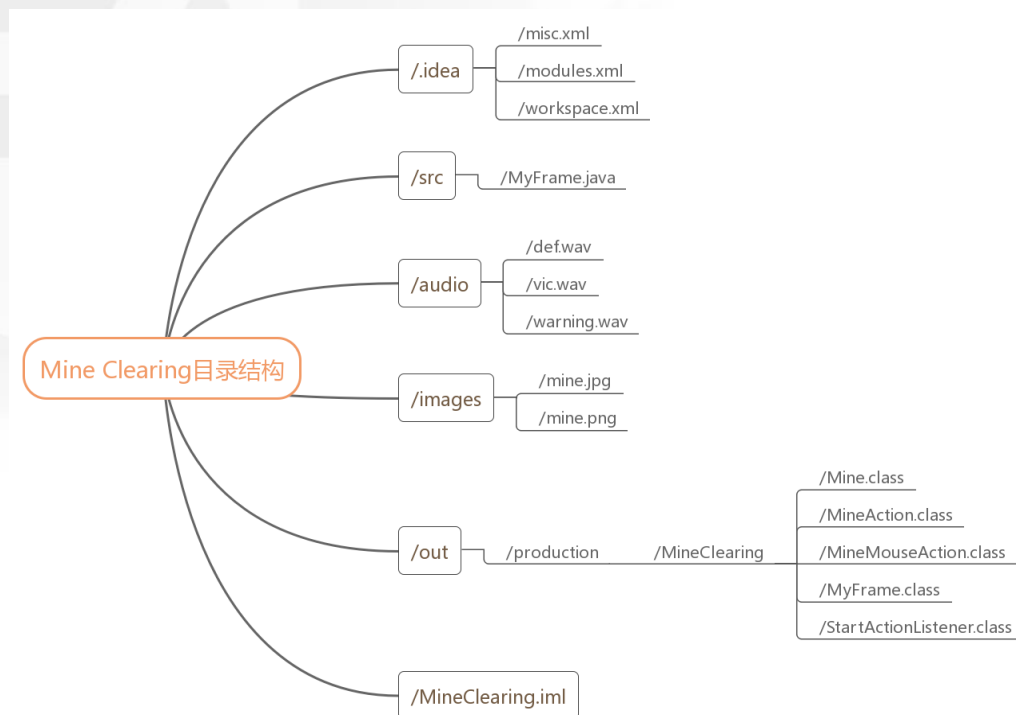 /misc.xml
/.idea
/modules.xml
/workspace.xml
/src
/MyFrame.java
/def.wav
/audio
/vic.wav
/warning.wav
Mine Clearing目录结构
/images
/mine.jpg
/mine.png
/Mine.class
/MineAction.class
/out
/production
/MineClearing
/MineMouseAction.class
/MyFrame.class
/StartActionListener.class
/MineClearing.iml